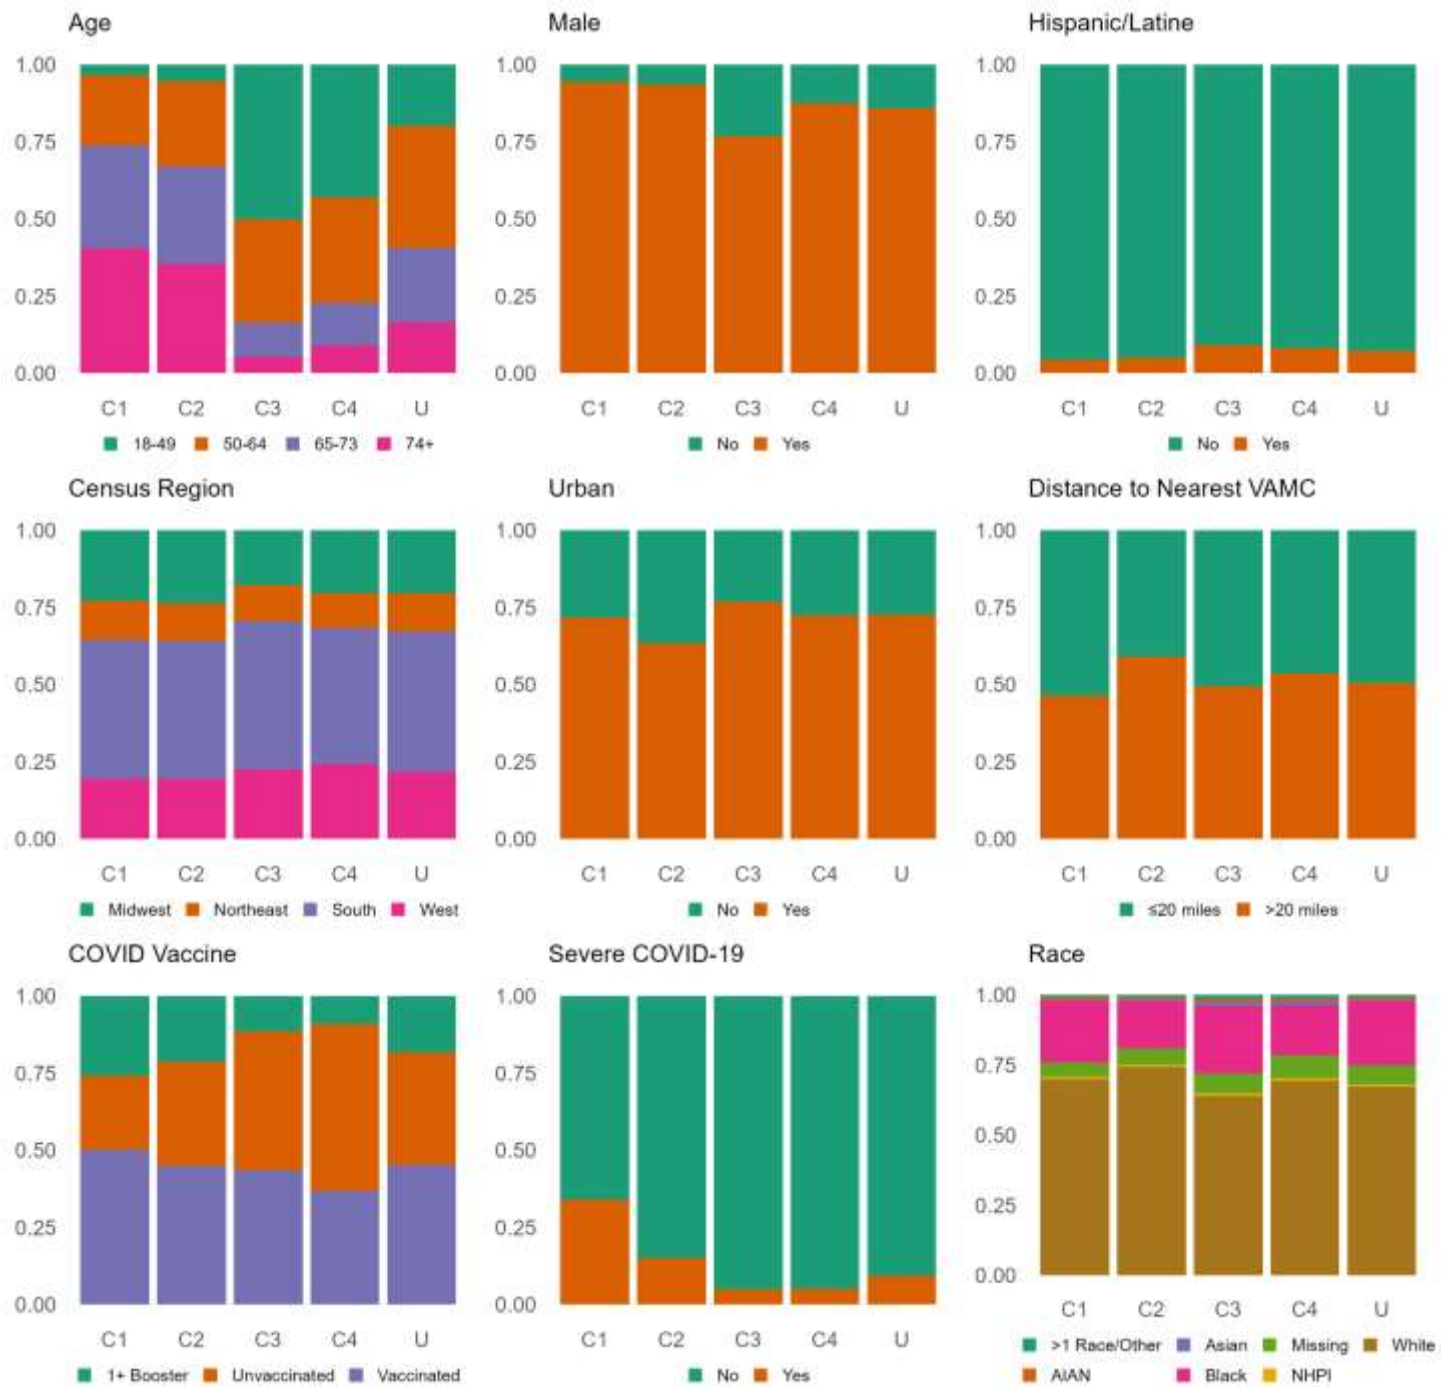 Age
Male
Hispanic/Latine
1.00
1.00
1.00
0.75
0.75
0.75
0.50
0.50
0.50
0.25
0.25
0.25
0.00
0.00
0.00
C1 C2 C3 C4 U
C1 C2 C3 C4 U
C1 C2 C3 C4 U
18-49 50-64 65-73 74+
No Yes
No Yes
Census Region
Urban
Distance to Nearest VAMC
1.00
1.00
1.00
0.75
0.75
0.75
0.50
0.50
0.50
0.25
0.25
0.25
0.00
0.00
0.00
C1 C2 C3 C4 U
C1 C2 C3 C4 U
C1 C2 C3 C4 U
Midwest Northeast South West
No Yes
≤20 miles >20 miles
COVID Vaccine
Severe COVID-19
Race
1.00
1.00
1.00
0.75
0.75
0.75
0.50
0.50
0.50
0.25
0.25
0.25
0.00
0.00
0.00
C1 C2 C3 C4 U
C1 C2 C3 C4 U
C1 C2 C3 C4 U
1+ Booster Unvaccinated Vaccinated
No Yes
>1 Race/Other Asian Missing White
AIAN Black NHPI